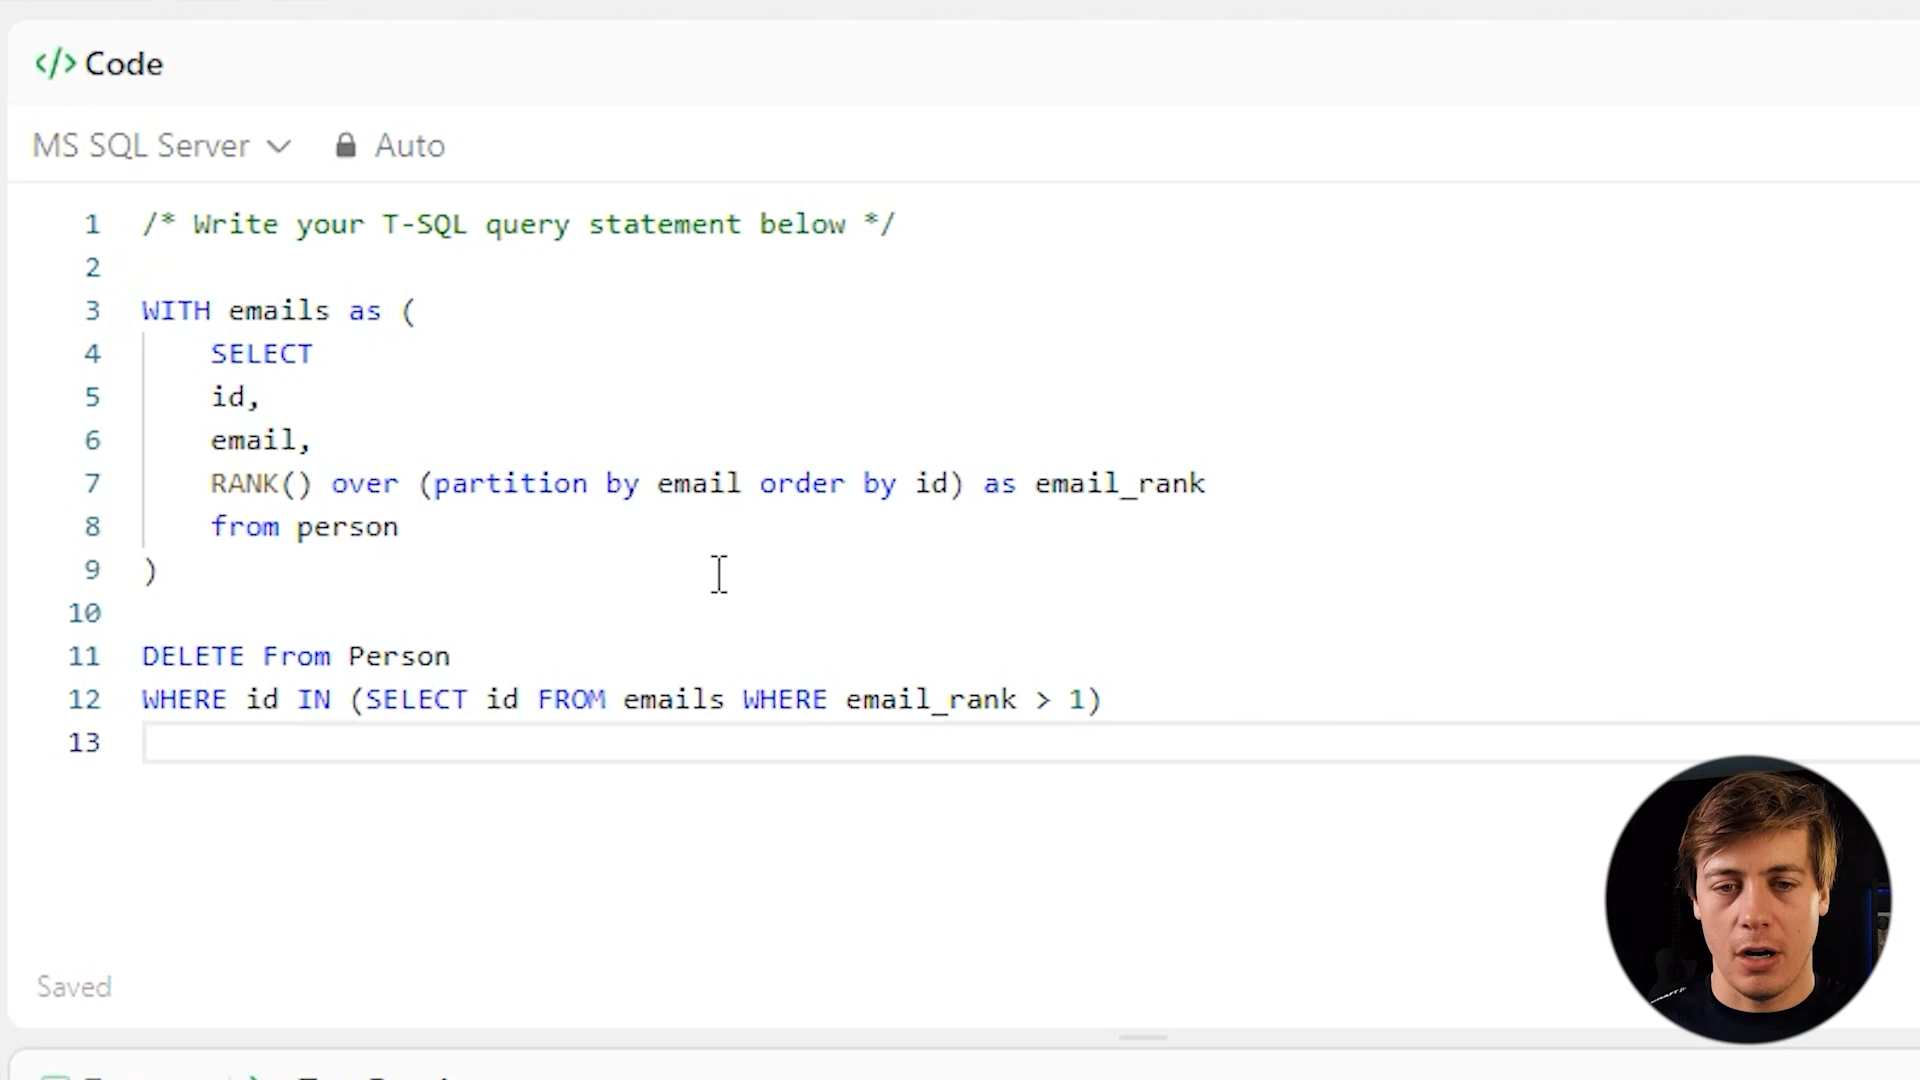 </> Code
MS SQL Server Auto
1 /* Write your T-SQL query statement below */
2
3 WITH emails as (
4 SELECT
5 id,
6 email,
7 RANK() over (partition by email order by id) as email_rank
8 from person
9 )
10
11 DELETE From Person
12 WHERE id IN (SELECT id FROM emails WHERE email_rank > 1)
13
Saved